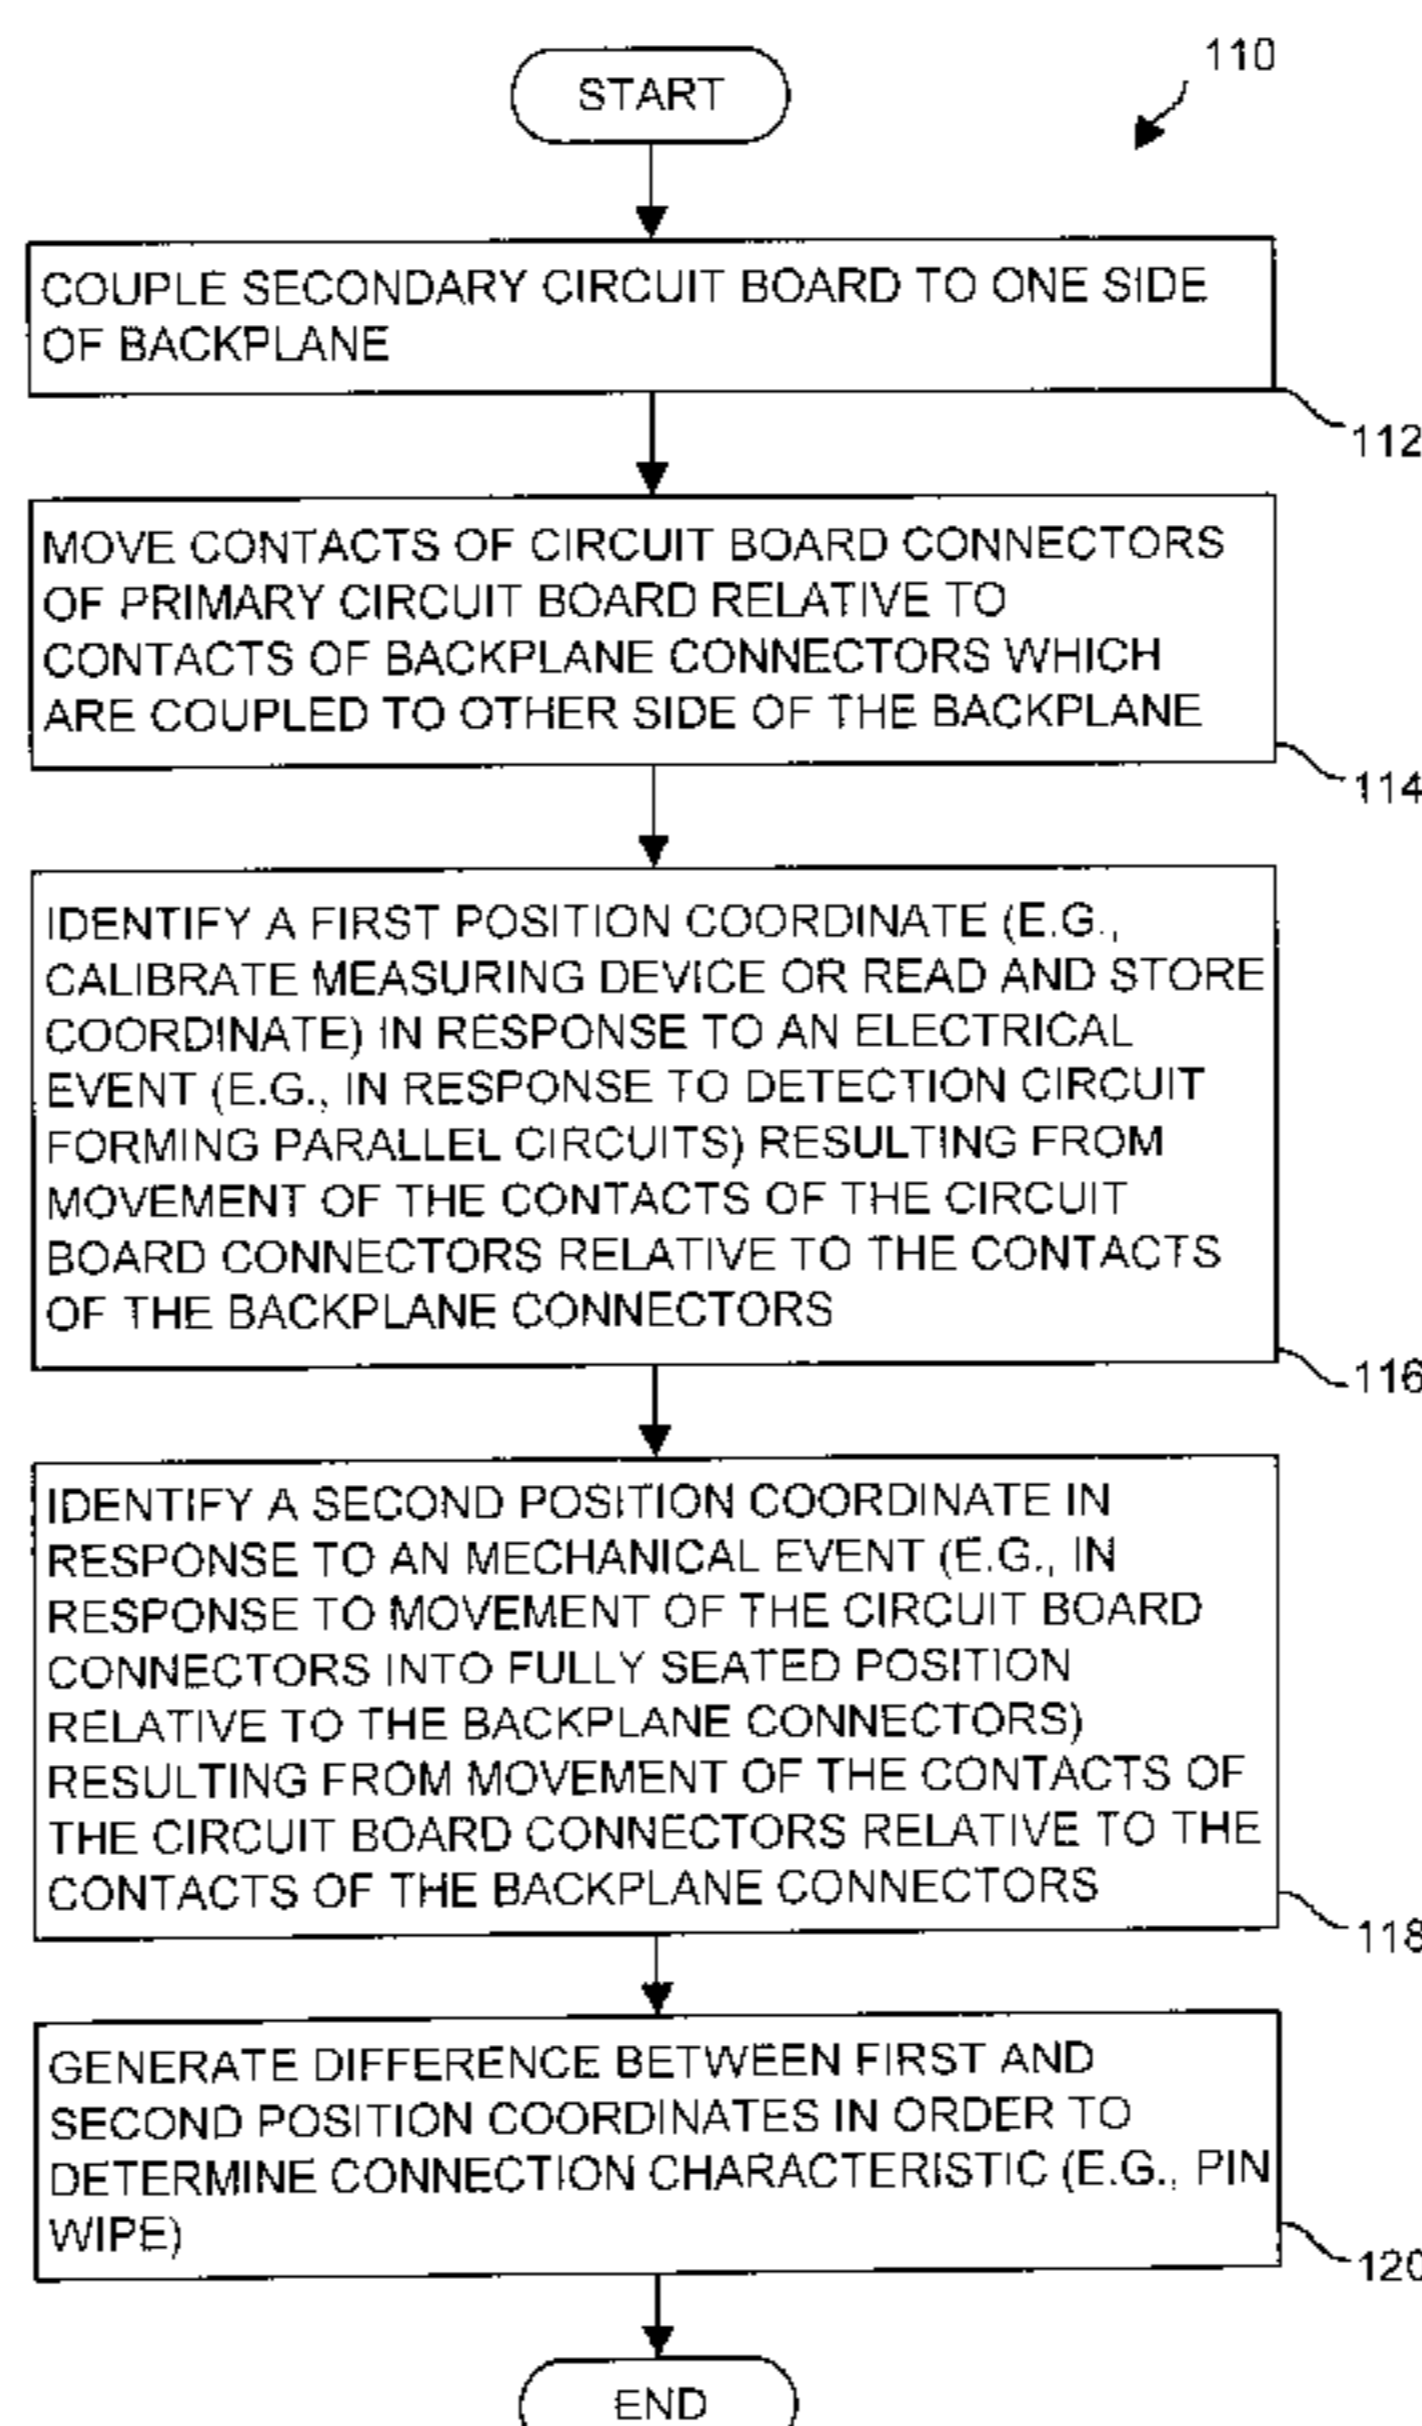 110
START
COUPLE SECONDARY CIRCUIT BOARD TO ONE SIDE
OF BACKPLANE
112
MOVE CONTACTS OF CIRCUIT BOARD CONNECTORS
OF PRIMARY CIRCUIT BOARD RELATIVE TO
CONTACTS OF BACKPLANE CONNECTORS WHICH
ARE COUPLED TO OTHER SIDE OF THE BACKPLANE
114
IDENTIFY A FIRST POSITION COORDINATE (E.G.,
CALIBRATE MEASURING DEVICE OR READ AND STORE
COORDINATE) IN RESPONSE TO AN ELECTRICAL
EVENT (E.G., IN RESPONSE TO DETECTION CIRCUIT
FORMING PARALLEL CIRCUITS) RESULTING FROM
MOVEMENT OF THE CONTACTS OF THE CIRCUIT
BOARD CONNECTORS RELATIVE TO THE CONTACTS
OF THE BACKPLANE CONNECTORS
116
IDENTIFY A SECOND POSITION COORDINATE IN
RESPONSE TO AN MECHANICAL EVENT (E.G., IN
RESPONSE TO MOVEMENT OF THE CIRCUIT BOARD
CONNECTORS INTO FULLY SEATED POSITION
RELATIVE TO THE BACKPLANE CONNECTORS)
RESULTING FROM MOVEMENT OF THE CONTACTS OF
THE CIRCUIT BOARD CONNECTORS RELATIVE TO THE
CONTACTS OF THE BACKPLANE CONNECTORS
118
GENERATE DIFFERENCE BETWEEN FIRST AND
SECOND POSITION COORDINATES IN ORDER TO
DETERMINE CONNECTION CHARACTERISTIC (E.G., PIN
WIPE)
120
END